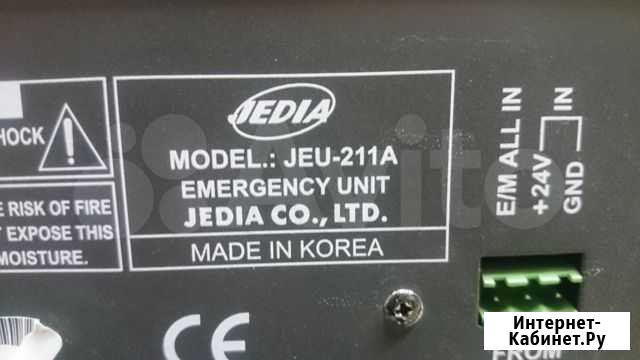 JEDIA
MODEL.: JEU-211A
EMERGENCY UNIT
JEDIA CO., LTD.
MADE IN KOREA
HOCK
RISK OF FIRE
EXPOSE THIS
MOISTURE.
E/M ALL IN
+24V
GND
IN
CE
FROM
Avito
Интернет-
Кабинет.Ру